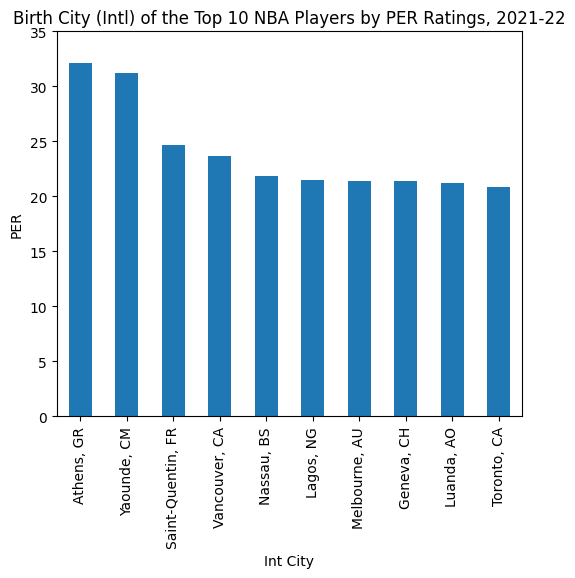 Birth City (Intl) of the Top 10 NBA Players by PER Ratings, 2021-22
35
30
25
20
15
10
5
0
PER
Athens, GR
Yaounde, CM
Saint-Quentin, FR
Vancouver, CA
Nassau, BS
Lagos, NG
Melbourne, AU
Geneva, CH
Luanda, AO
Toronto, CA
Int City